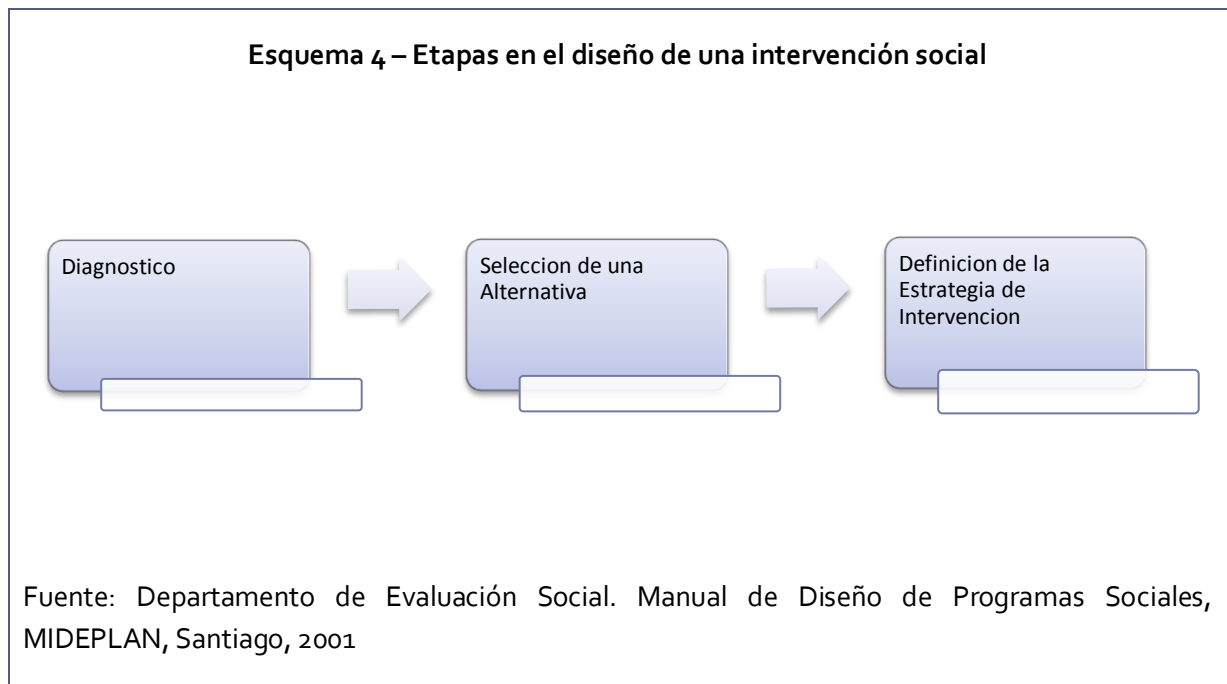 Esquema 4 – Etapas en el diseño de una intervención social
Diagnostico
Seleccion de una
Alternativa
Definicion de la
Estrategia de
Intervencion
Fuente: Departamento de Evaluación Social. Manual de Diseño de Programas Sociales,
MIDEPLAN, Santiago, 2001